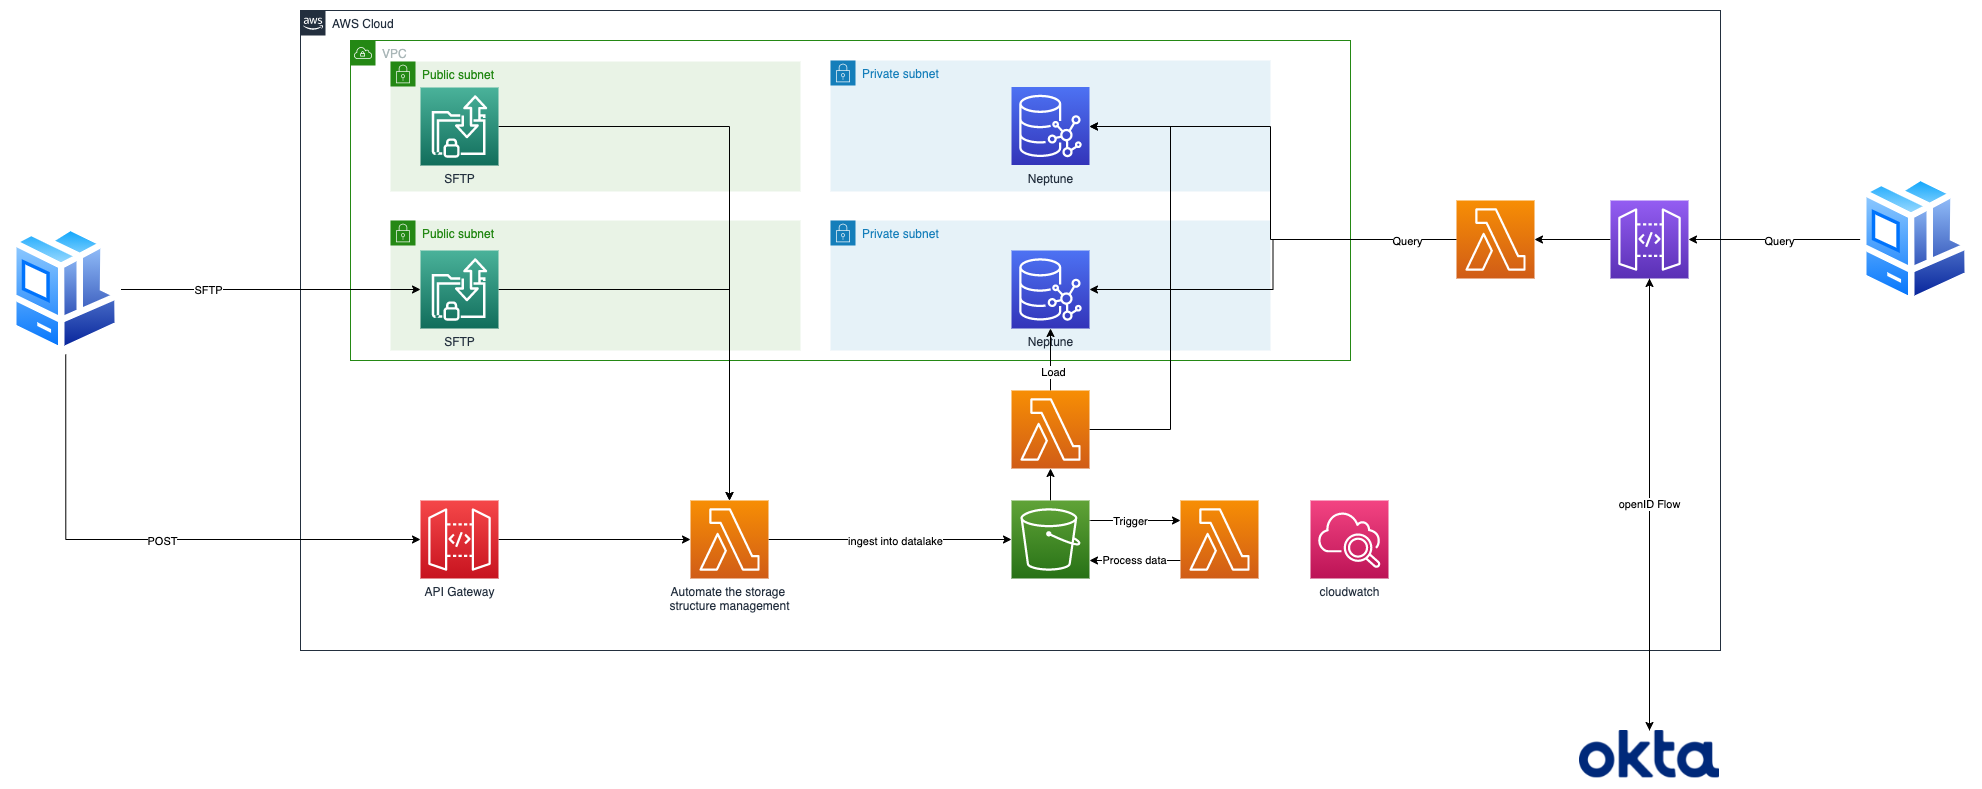 aws
AWS Cloud
VPC
Public subnet
Private subnet
SFTP
Neptune
Public subnet
Private subnet
Query
Query
SFTP
SFTP
Neptune
Load
openID Flow
Trigger
POST
ingest into datalake
Process data
API Gateway
Automate the storage
structure management
cloudwatch
okta